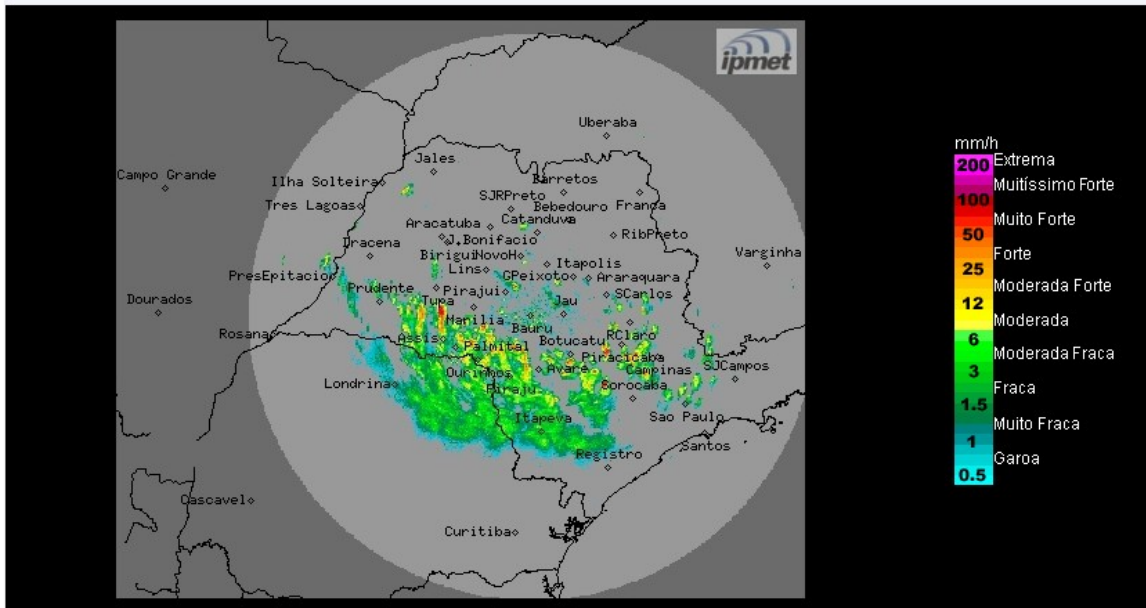 ipmet
Uberaba
Jales
Campo Grande
Ilha Solteira
Barretos
Tres Lagoas
SJRPreto
Bebedouro
Franca
Catanduva
Aracatuba
RibPreto
Dracena
J.Bonifacio
Varginha
Birigui
NovoH
Itapolis
PresEpitacio
Lins
GPeixoto
Araraquara
Prudente
Pirajui
SCarlos
Dourados
Tupa
Jau
Marilia
Bauru
Rosana
Assis
Palmital
Botucatu
RClaro
Piracicaba
Ourinhos
Avare
Campinas
SJCampos
Londrina
Piraju
Sorocaba
Itapeva
Sao Paulo
Santos
Registro
Cascavel
Curitiba
mm/h
200 Extrema
Muitíssimo Forte
100
Muito Forte
50
Forte
25
Moderada Forte
12
Moderada
6
Moderada Fraca
3
Fraca
1.5
Muito Fraca
1
Garoa
0.5